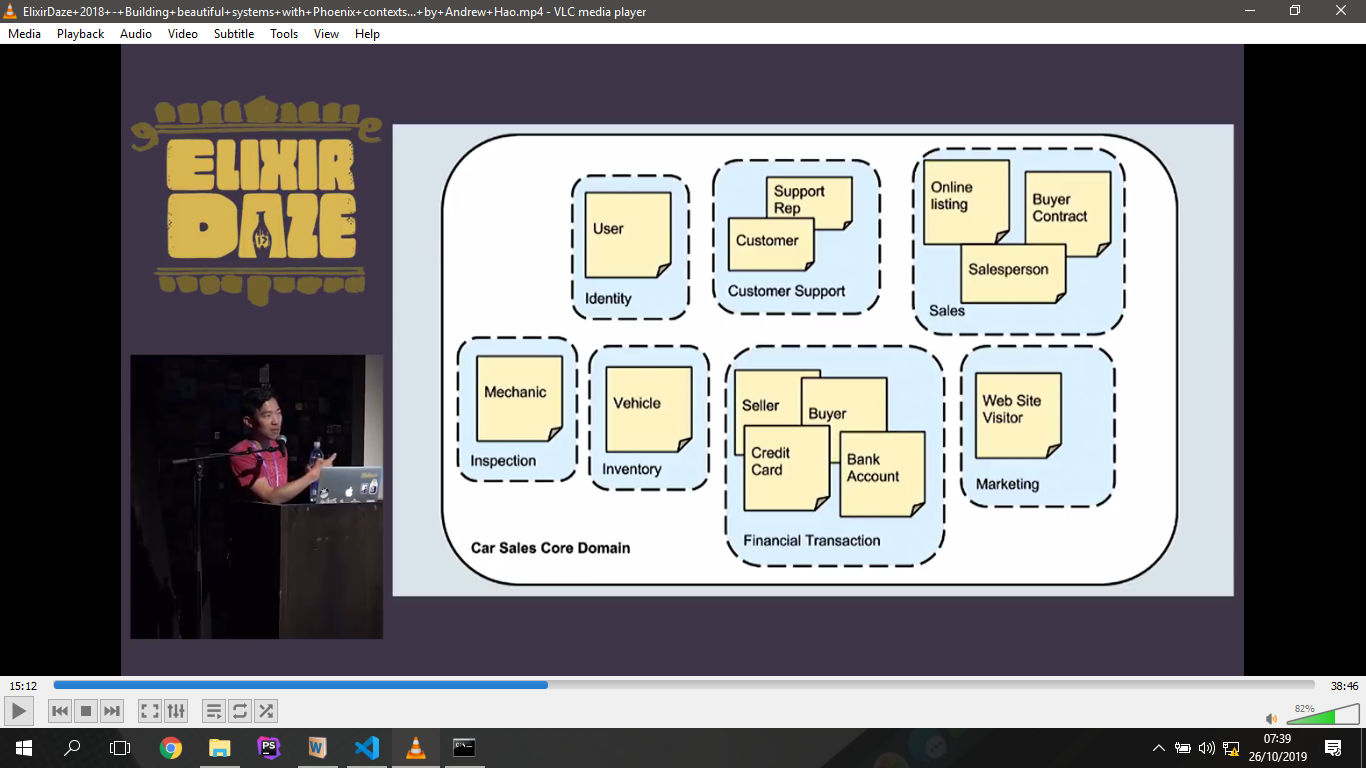 ElixirDaze+2018+-+Building+beautiful+systems+with+Phoenix+contexts...+by+Andrew+Hao.mp4 - VLC media player
Media Playback Audio Video Subtitle Tools View Help
ELIXIR
DAZE
User
Identity
Support
Rep
Customer
Customer Support
Online
listing
Buyer
Contract
Salesperson
Sales
Mechanic
Inspection
Vehicle
Inventory
Seller
Buyer
Credit
Card
Bank
Account
Financial Transaction
Web Site
Visitor
Marketing
Car Sales Core Domain
15:12
38:46
82%
PS
W
07:39
26/10/2019